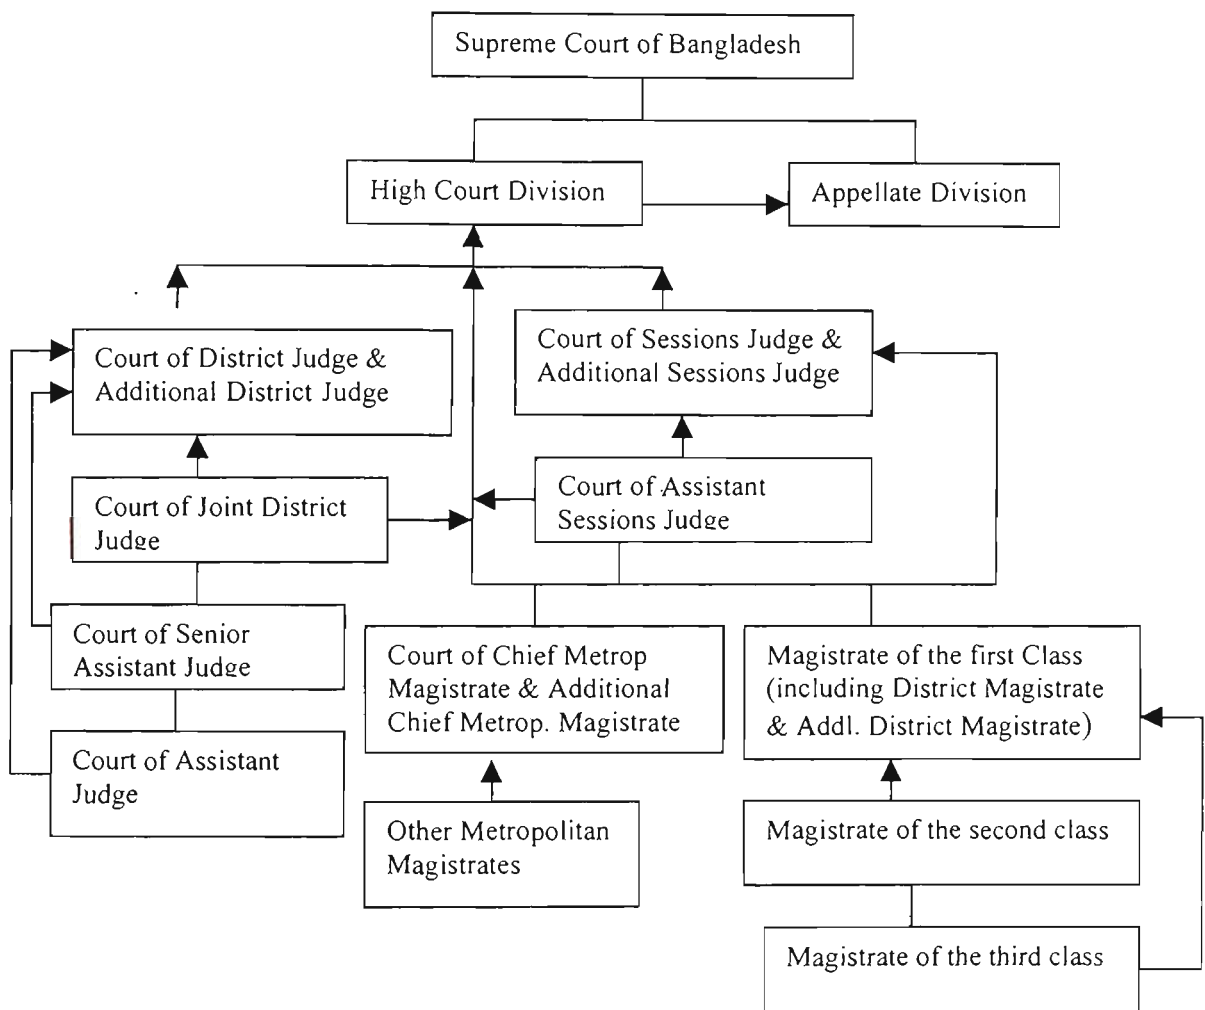 Supreme Court of Bangladesh
High Court Division
Appellate Division
Court of District Judge &
Additional District Judge
Court of Sessions Judge &
Additional Sessions Judge
Court of Joint District
Judge
Court of Assistant
Sessions Judge
Court of Senior
Assistant Judge
Court of Chief Metrop
Magistrate & Additional
Chief Metrop. Magistrate
Magistrate of the first Class
(including District Magistrate
& Addl. District Magistrate)
Court of Assistant
Judge
Other Metropolitan
Magistrates
Magistrate of the second class
Magistrate of the third class